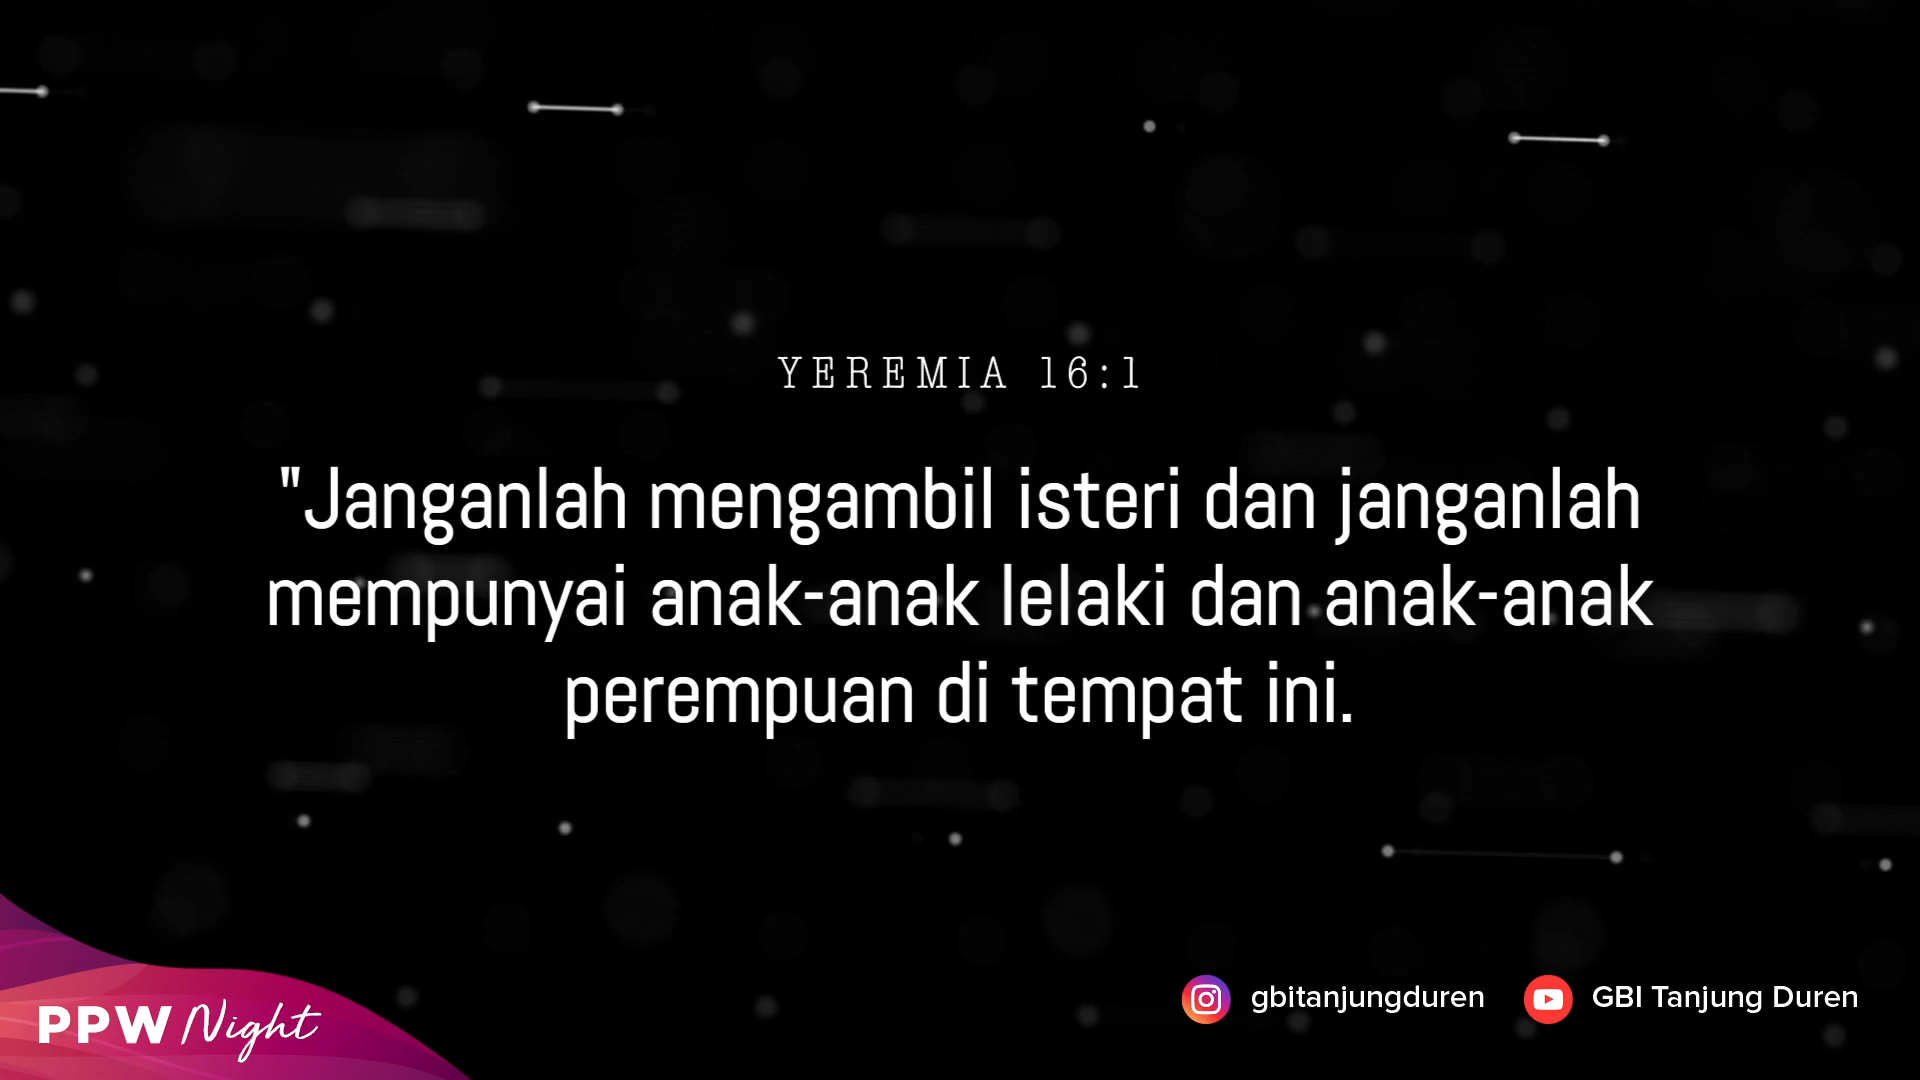 YEREMIA 16:1
"Janganlah mengambil isteri dan janganlah
mempunyai anak-anak lelaki dan anak-anak
perempuan di tempat ini.
PPW Night
gbitanjungduren
GBI Tanjung Duren